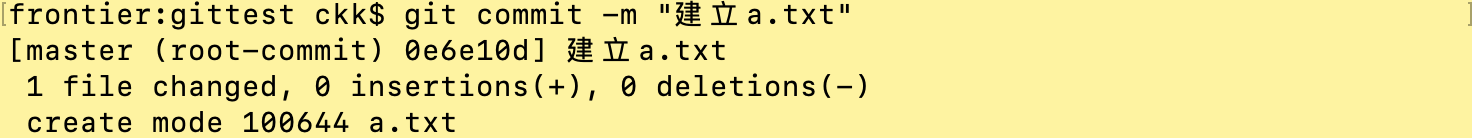 frontier:gittest ckk$ git commit -m "建立a.txt"
[master (root-commit) 0e6e10d] 建立a.txt
 1 file changed, 0 insertions(+), 0 deletions(-)
 create mode 100644 a.txt